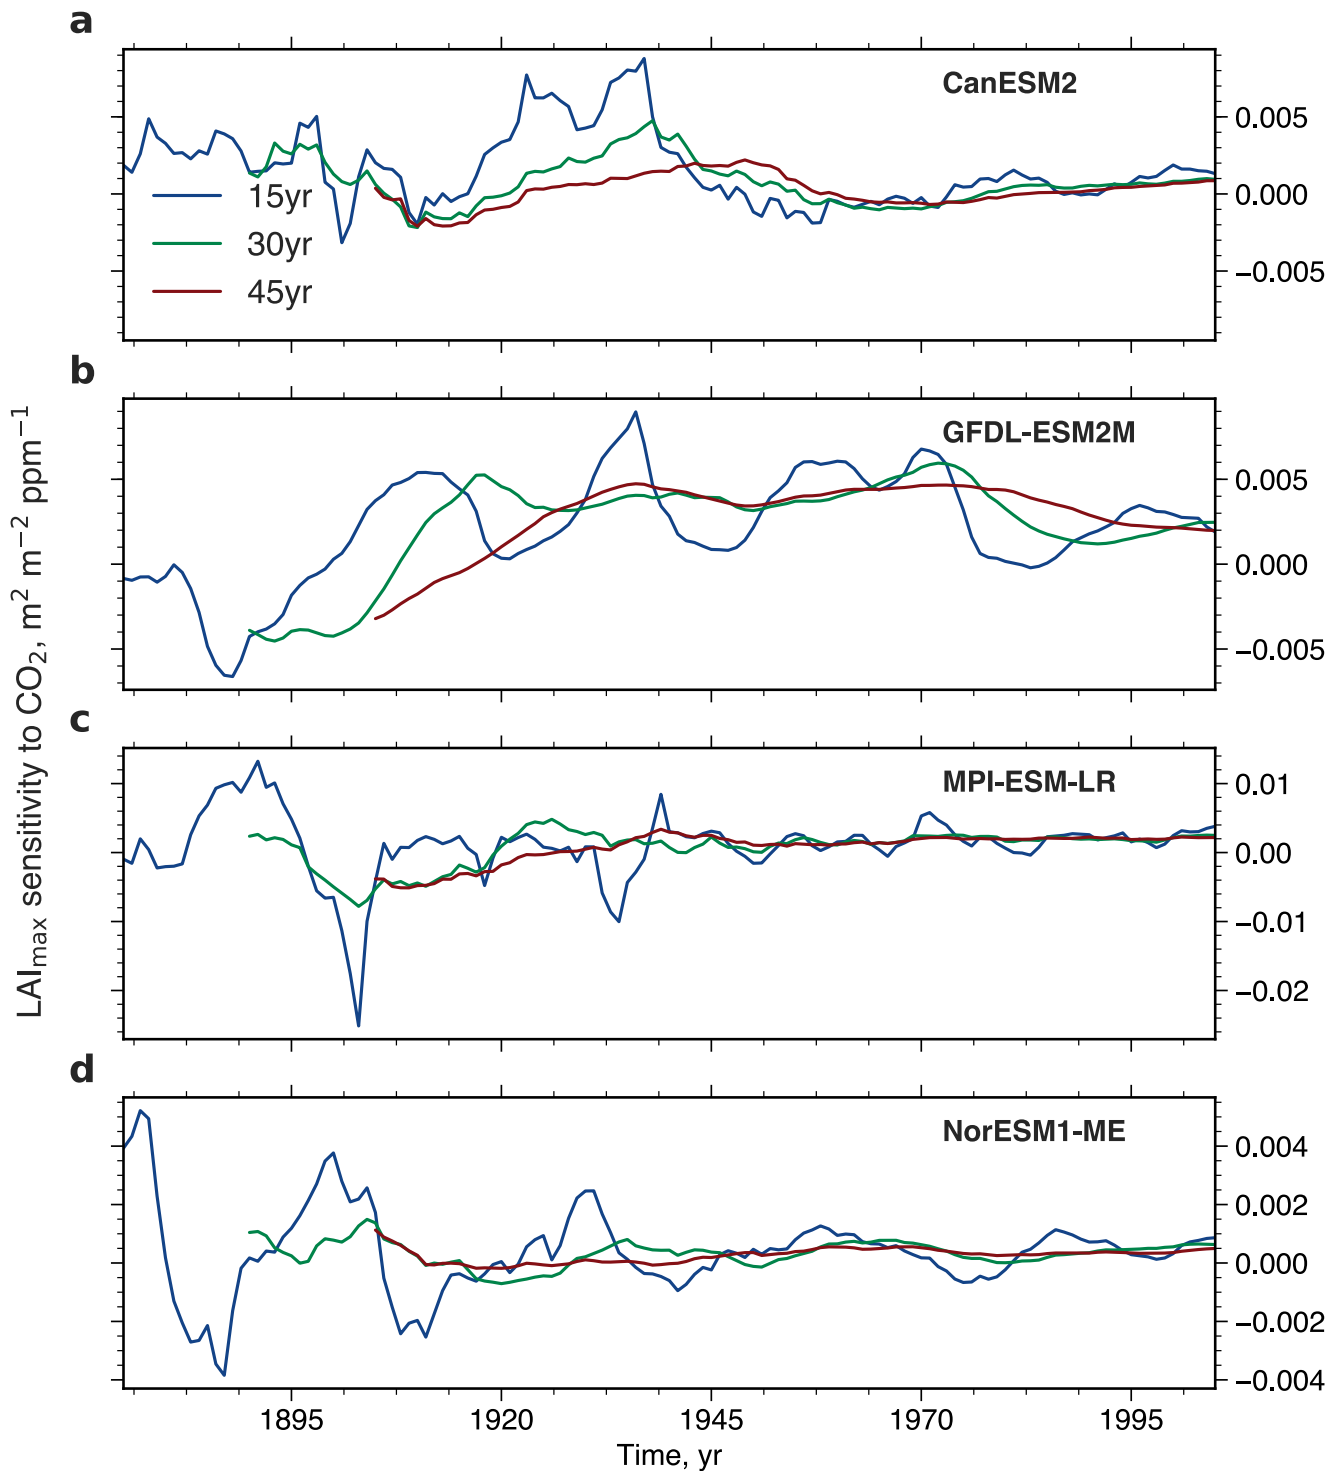 a
CanESM2
15yr
30yr
45yr
0.005
0.000
−0.005
b
GFDL-ESM2M
0.005
0.000
−0.005
c
MPI-ESM-LR
0.01
0.00
−0.01
−0.02
d
NorESM1-ME
0.004
0.002
0.000
−0.002
−0.004
1895 1920 1945 1970 1995
Time, yr
LAImax sensitivity to CO₂, m² m⁻² ppm⁻¹